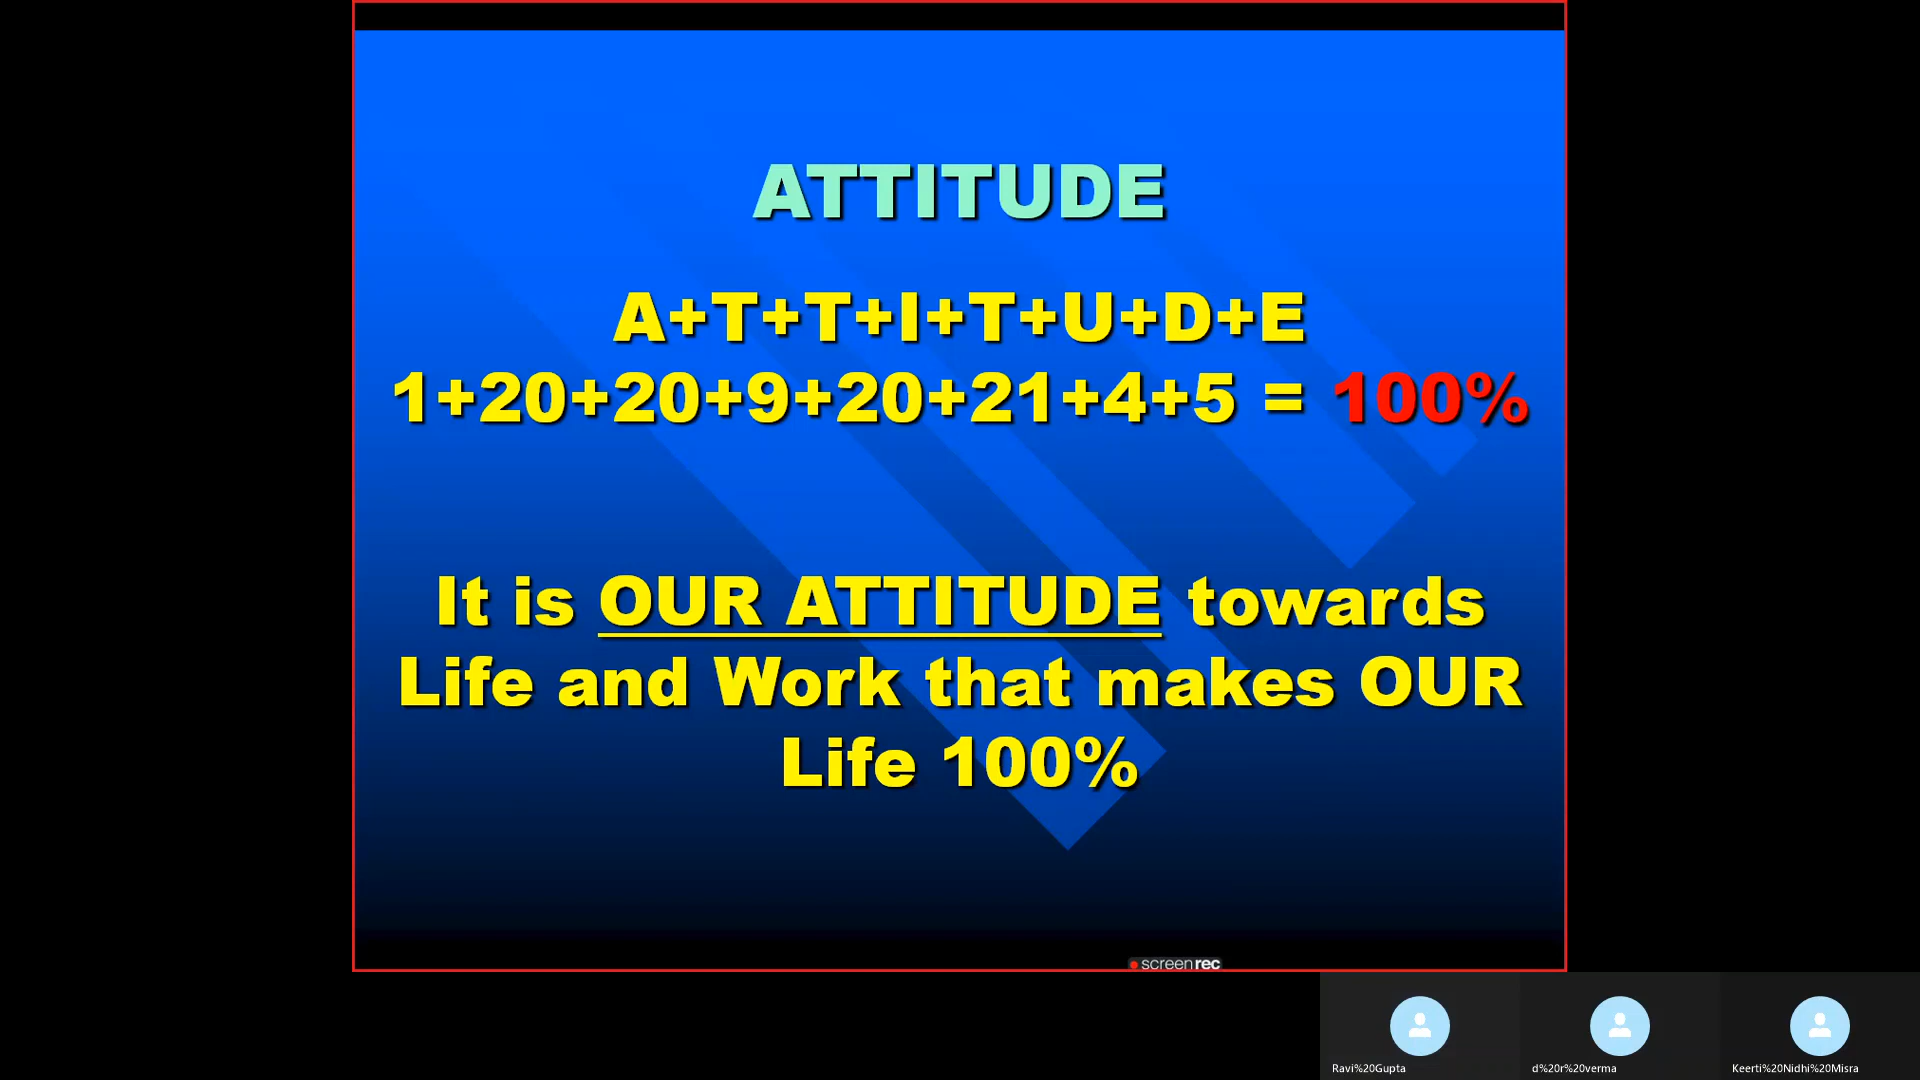 ATTITUDE
A+T+T+I+T+U+D+E
1+20+20+9+20+21+4+5 = 100%
It is OUR ATTITUDE towards
Life and Work that makes OUR
Life 100%
screenrec
Ravi%20Gupta
d%20r%20verma
Keerti%20Nidhi%20Misra